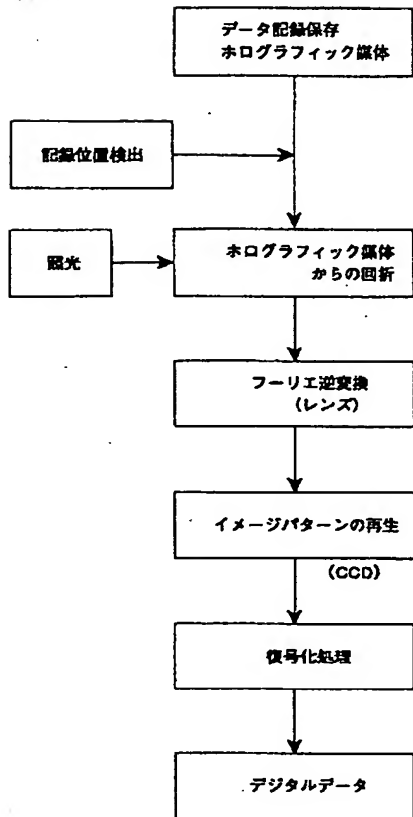 データ記録保存
ホログラフィック媒体
記録位置検出
照光
ホログラフィック媒体
からの回折
フーリエ逆変換
(レンズ)
イメージパターンの再生
(CCD)
復号化処理
デジタルデータ